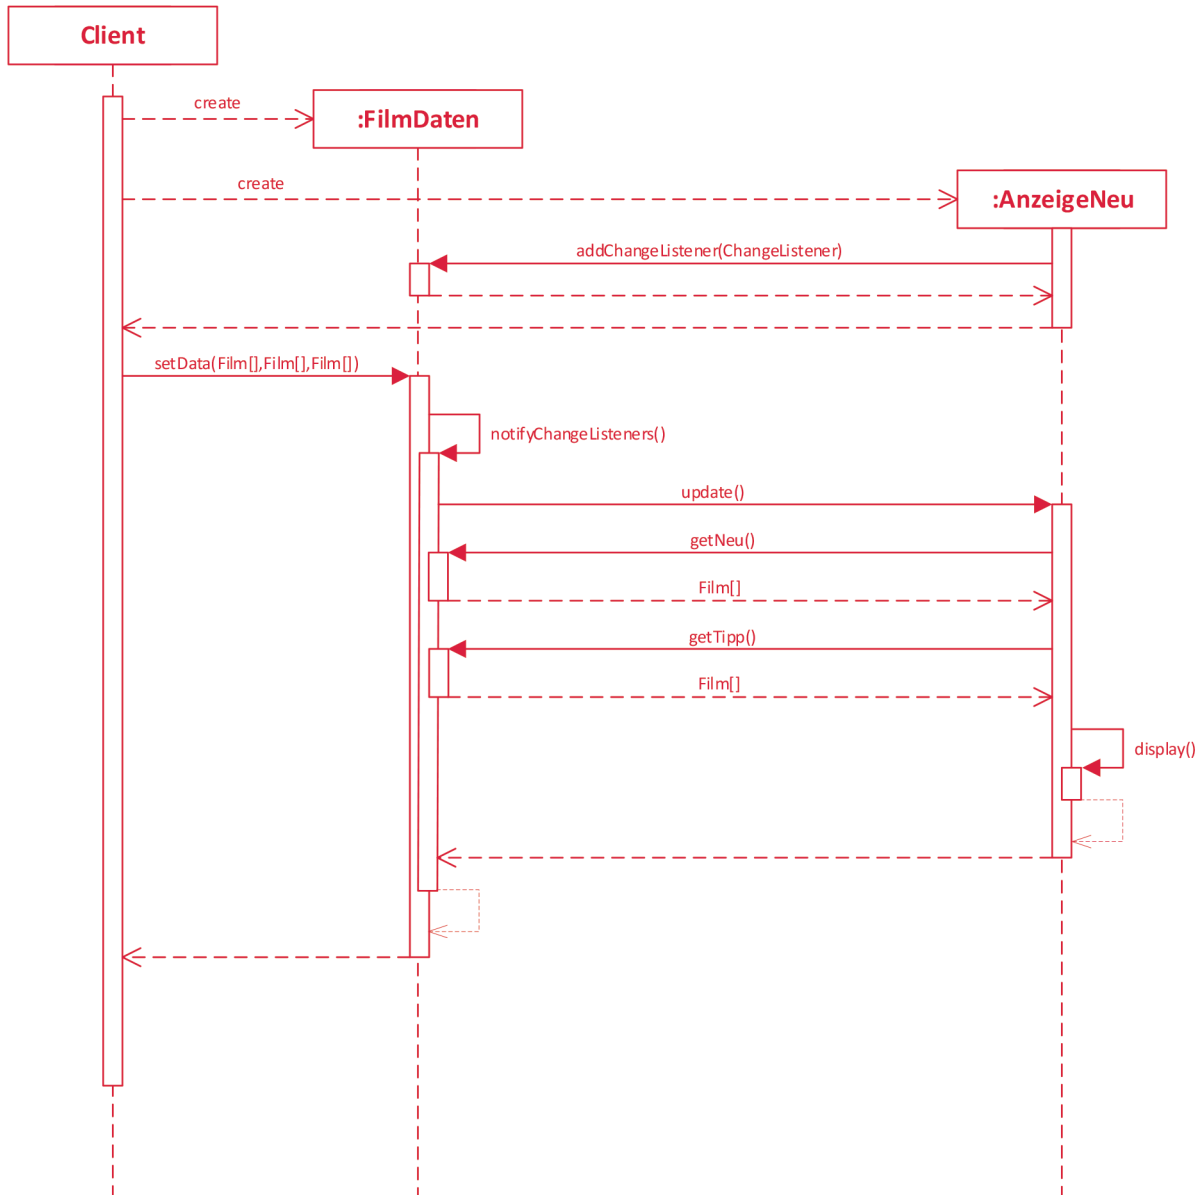 Client
create
:FilmDaten
create
:AnzeigeNeu
addChangeListener(ChangeListener)
setData(Film[],Film[],Film[])
notifyChangeListeners()
update()
getNeu()
Film[]
getTipp()
Film[]
display()